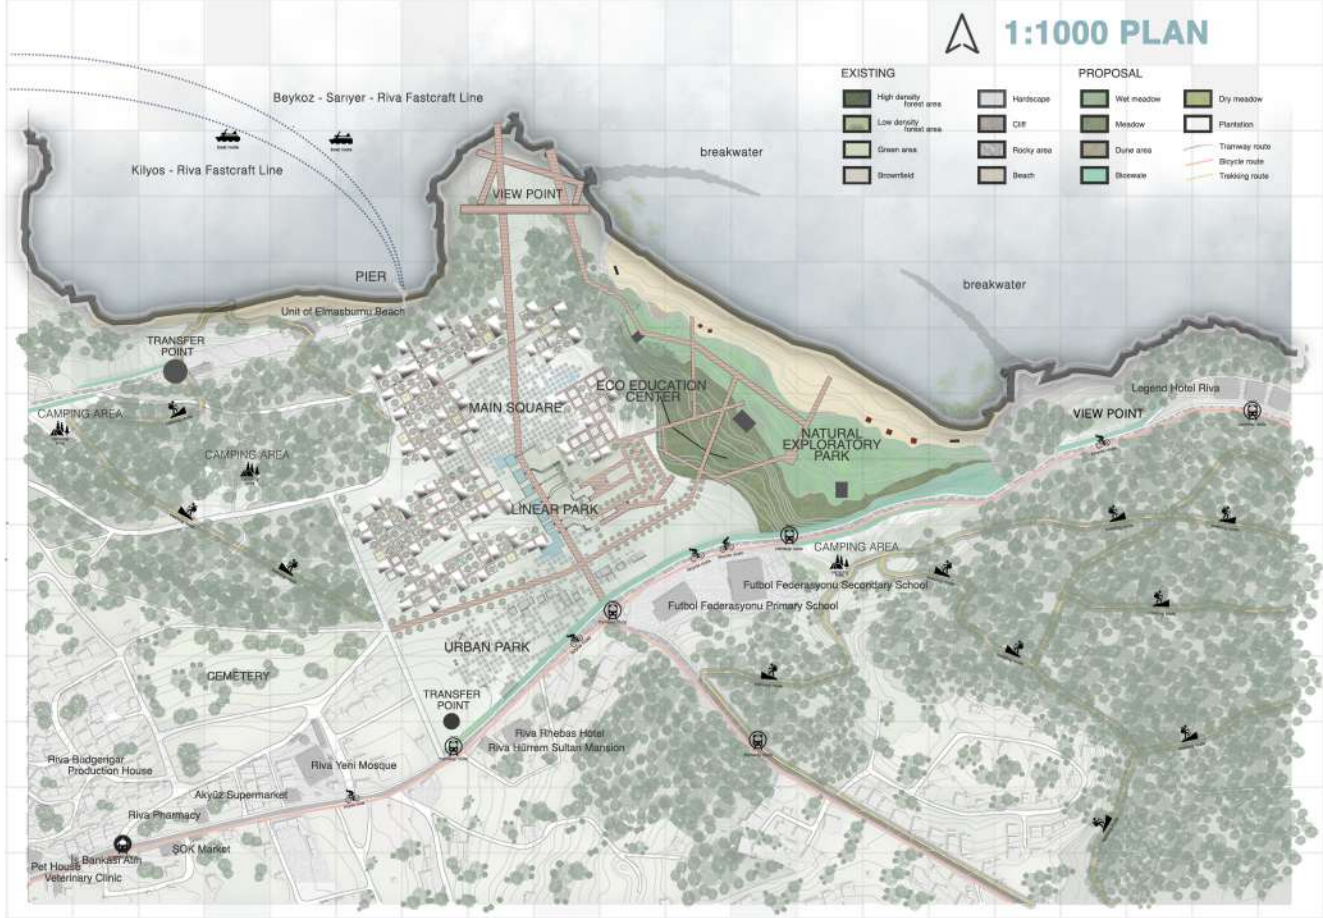 1:1000 PLAN
EXISTING
High density
forest area
Low density
forest area
Green area
Brownfield
Hardscape
Cliff
Rocky area
Beach
PROPOSAL
Wet meadow
Meadow
Dune area
Bioswale
Dry meadow
Plantation
Tramway route
Bicycle route
Trekking route
Beykoz - Sarıyer - Riva Fastcraft Line
boat route
boat route
Kilyos - Riva Fastcraft Line
breakwater
VIEW POINT
PIER
breakwater
Unit of Elmasburnu Beach
TRANSFER
POINT
ECO EDUCATION
CENTER
Legend Hotel Riva
CAMPING AREA
MAIN SQUARE
VIEW POINT
NATURAL
EXPLORATORY
PARK
CAMPING AREA
LINEAR PARK
CAMPING AREA
Futbol Federasyonu Secondary School
Futbol Federasyonu Primary School
URBAN PARK
CEMETERY
TRANSFER
POINT
Riva Rhebas Hotel
Riva Hürrem Sultan Mansion
Riva Budgerigar
Production House
Riva Yeni Mosque
Akyüz Supermarket
Riva Pharmacy
ŞOK Market
İş Bankası Atm
Pet House
Veterinary Clinic